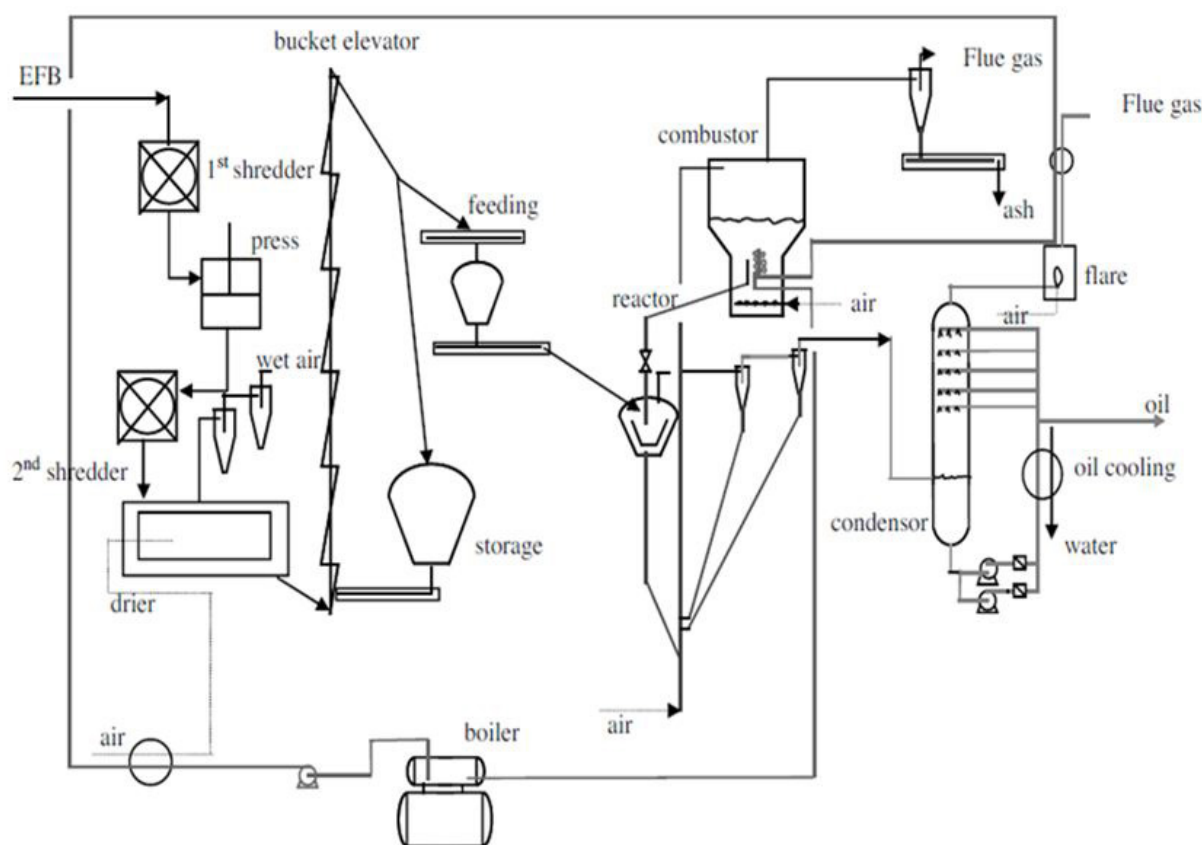 bucket elevator
EFB
Flue gas
Flue gas
combustor
1st shredder
feeding
ash
press
reactor
air
flare
air
wet air
oil
2nd shredder
oil cooling
condensor
storage
water
drier
air
boiler
air